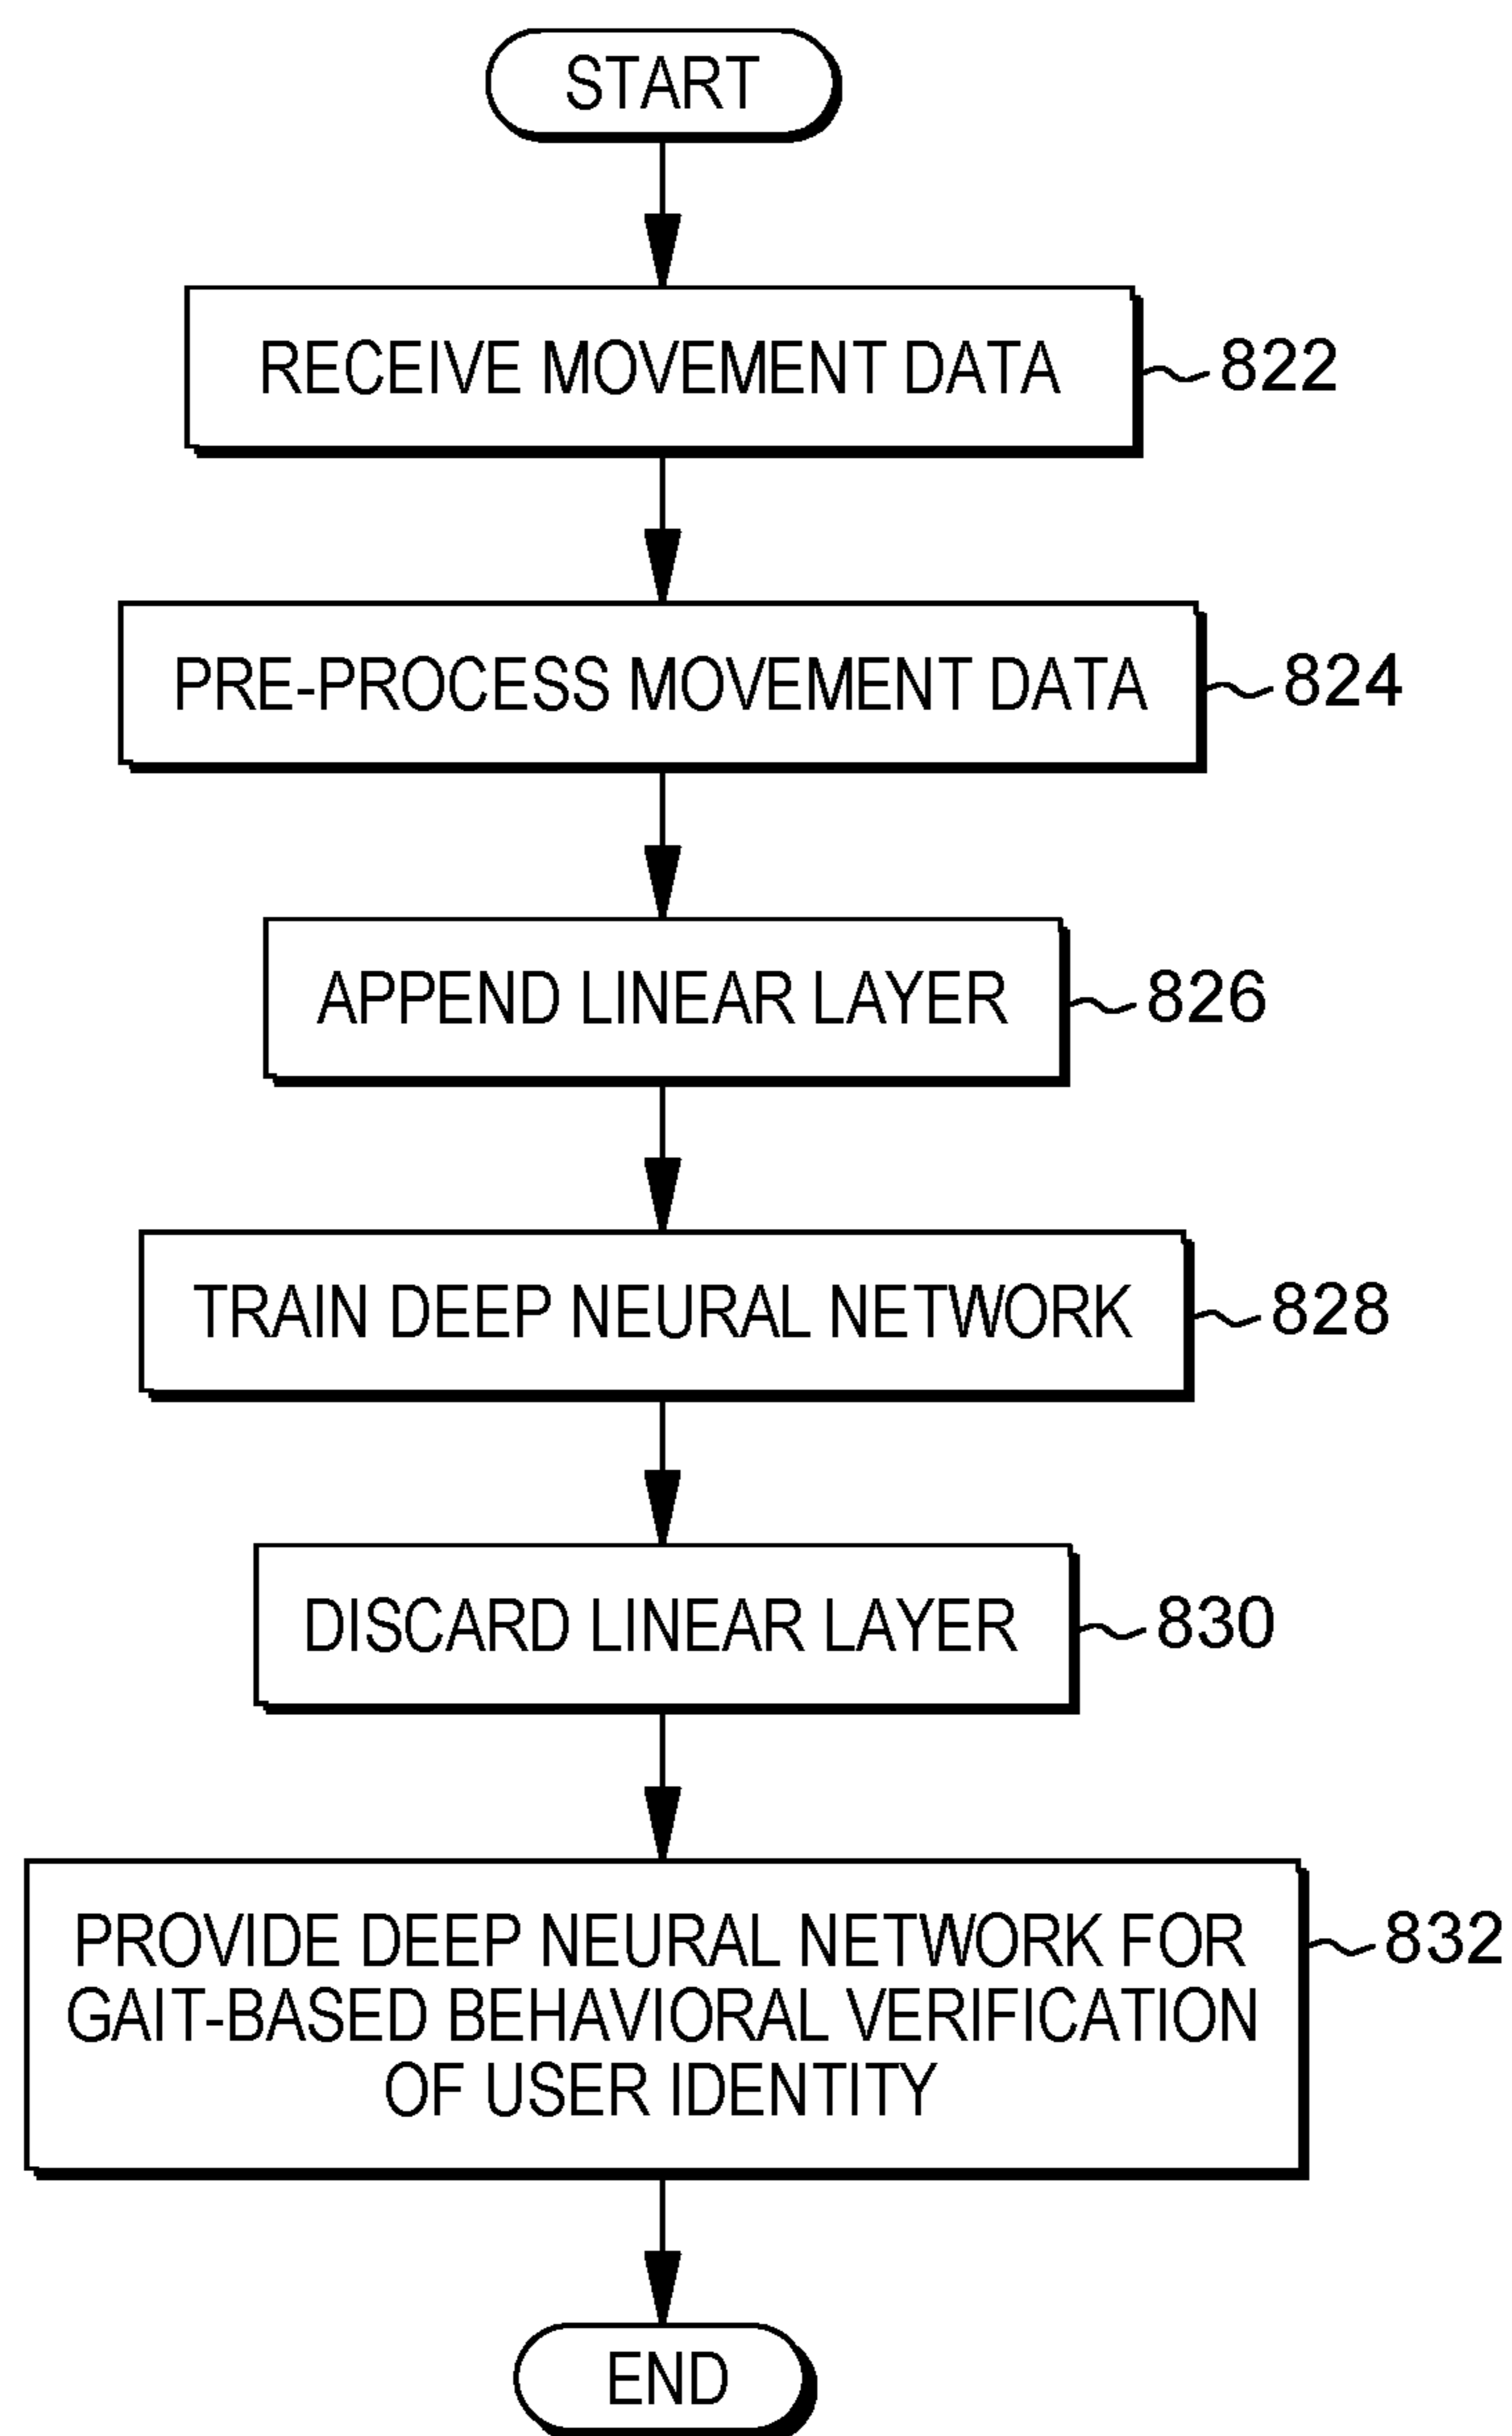 START
RECEIVE MOVEMENT DATA
822
PRE-PROCESS MOVEMENT DATA
824
APPEND LINEAR LAYER
826
TRAIN DEEP NEURAL NETWORK
828
DISCARD LINEAR LAYER
830
PROVIDE DEEP NEURAL NETWORK FOR
GAIT-BASED BEHAVIORAL VERIFICATION
OF USER IDENTITY
832
END